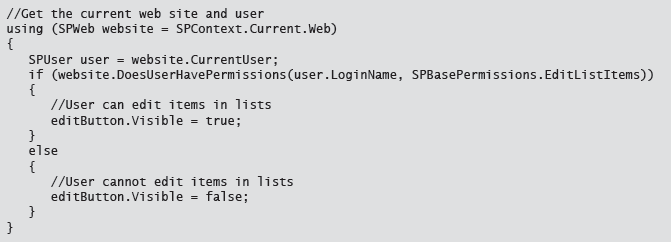 //Get the current web site and user
using (SPWeb website = SPContext.Current.Web)
{
   SPUser user = website.CurrentUser;
   if (website.DoesUserHavePermissions(user.LoginName, SPBasePermissions.EditListItems))
   {
      //User can edit items in lists
      editButton.Visible = true;
   }
   else
   {
      //User cannot edit items in lists
      editButton.Visible = false;
   }
}